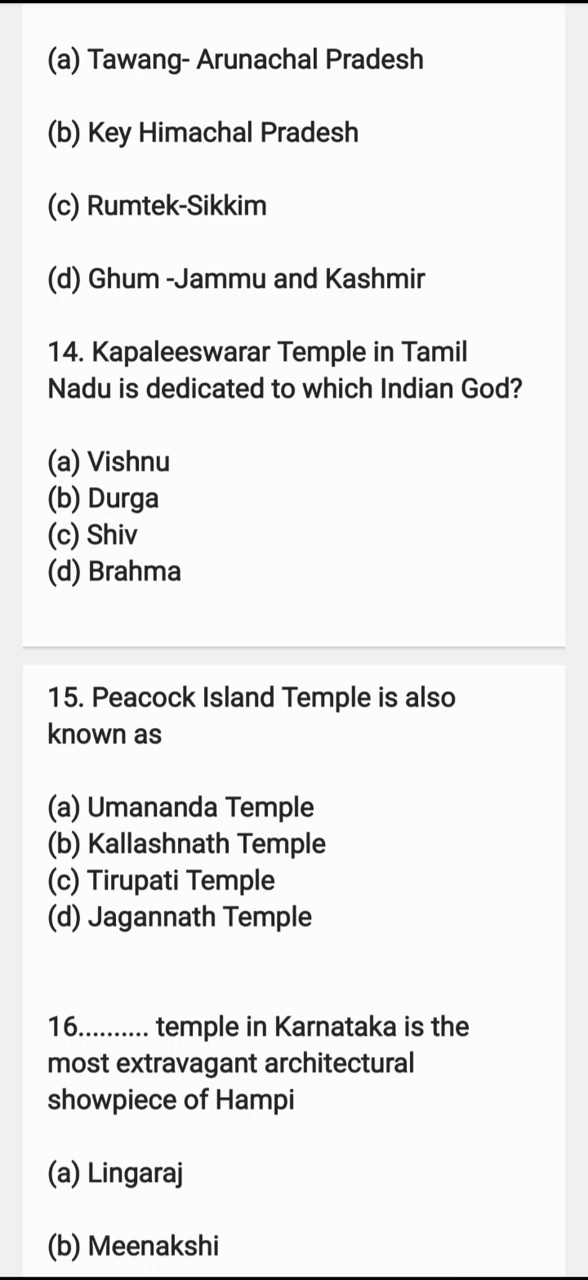 (a) Tawang- Arunachal Pradesh
(b) Key Himachal Pradesh
(c) Rumtek-Sikkim
(d) Ghum -Jammu and Kashmir
14. Kapaleeswarar Temple in Tamil
Nadu is dedicated to which Indian God?
(a) Vishnu
(b) Durga
(c) Shiv
(d) Brahma
15. Peacock Island Temple is also
known as
(a) Umananda Temple
(b) Kallashnath Temple
(c) Tirupati Temple
(d) Jagannath Temple
16.......... temple in Karnataka is the
most extravagant architectural
showpiece of Hampi
(a) Lingaraj
(b) Meenakshi